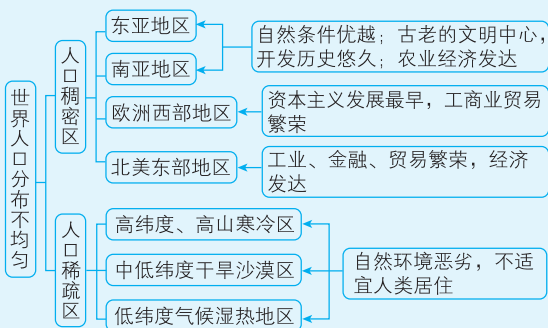 世界人口分布不均匀
人口稠密区
东亚地区
南亚地区
自然条件优越；古老的文明中心，
开发历史悠久；农业经济发达
欧洲西部地区
资本主义发展最早，工商业贸易
繁荣
北美东部地区
工业、金融、贸易繁荣，经济
发达
人口稀疏区
高纬度、高山寒冷区
中低纬度干旱沙漠区
低纬度气候湿热地区
自然环境恶劣，不适
宜人类居住